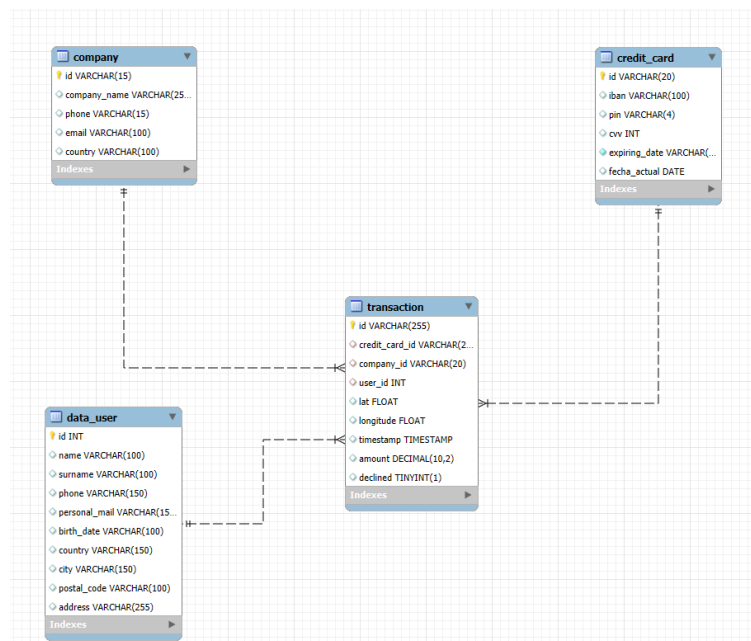 company
id VARCHAR(15)
company_name VARCHAR(25...
phone VARCHAR(15)
email VARCHAR(100)
country VARCHAR(100)
Indexes
credit_card
id VARCHAR(20)
iban VARCHAR(100)
pin VARCHAR(4)
cvv INT
expiring_date VARCHAR(...
fecha_actual DATE
Indexes
transaction
id VARCHAR(255)
credit_card_id VARCHAR(2...
company_id VARCHAR(20)
user_id INT
lat FLOAT
longitude FLOAT
timestamp TIMESTAMP
amount DECIMAL(10,2)
declined TINYINT(1)
Indexes
data_user
id INT
name VARCHAR(100)
surname VARCHAR(100)
phone VARCHAR(150)
personal_mail VARCHAR(15...
birth_date VARCHAR(100)
country VARCHAR(150)
city VARCHAR(150)
postal_code VARCHAR(100)
address VARCHAR(255)
Indexes